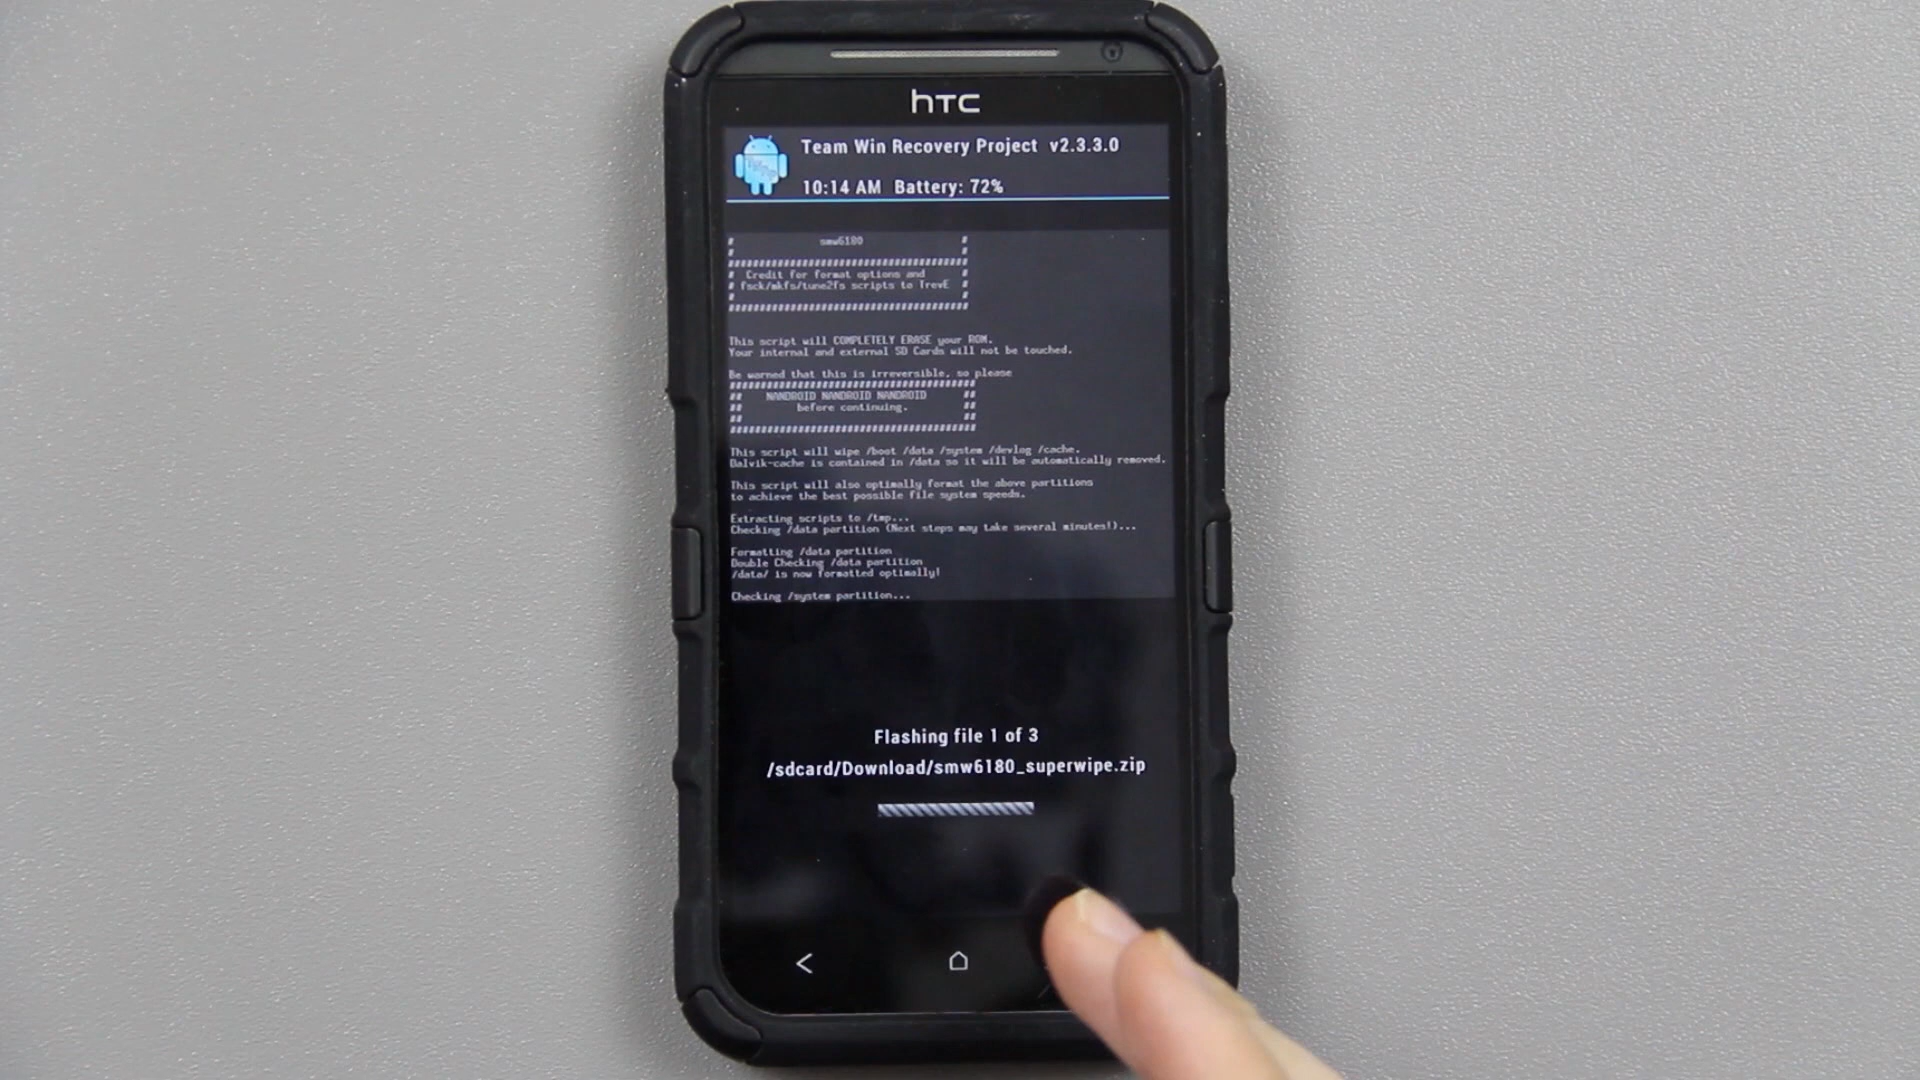 hTC
Team Win Recovery Project v2.3.3.0
10:14 AM Battery: 72%
# smw6180 #
# #
#######################################
# Credit for format options and #
# fsck/mkfs/tune2fs scripts to TrevE #
# #
#######################################
This script will COMPLETELY ERASE your ROM.
Your internal and external SD Cards will not be touched.
Be warned that this is irreversible, so please
########################################
## NANDROID NANDROID NANDROID ##
## before continuing. ##
## ##
########################################
This script will wipe /boot /data /system /devlog /cache.
Dalvik-cache is contained in /data so it will be automatically removed.
This script will also optimally format the above partitions
to achieve the best possible file system speeds.
Extracting scripts to /tmp...
Checking /data partition (Next steps may take several minutes!)...
Formatting /data partition
Double Checking /data partition
/data/ is now formatted optimally!
Checking /system partition...
Flashing file 1 of 3
/sdcard/Download/smw6180_superwipe.zip